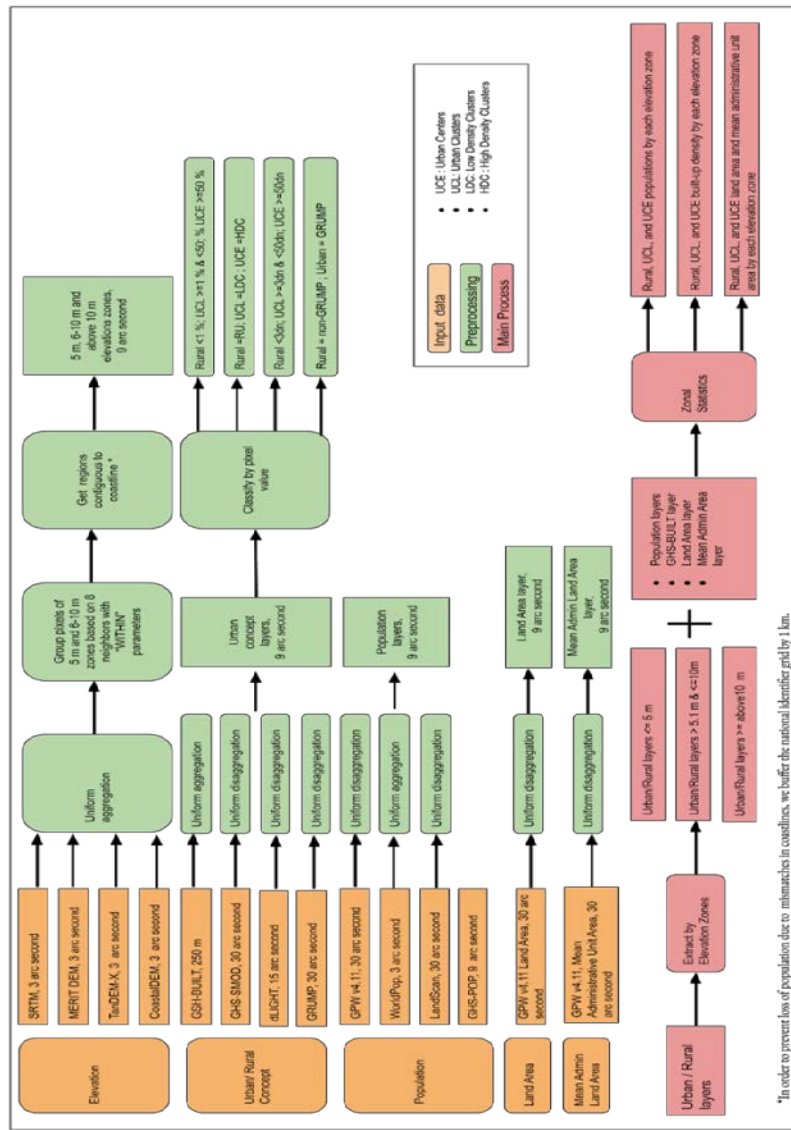 Elevation
SRTM, 3 arc second
MERIT DEM, 3 arc second
TanDEM-X, 3 arc second
CoastalDEM, 3 arc second
Uniform
aggregation
Group pixels of
5 m and 6-10 m
zones based on 8
neighbors with
"WITHIN"
parameters
Get regions
contiguous to
coastline *
5 m, 6-10 m and
above 10 m
elevations zones,
9 arc second
Urban/ Rural
Concept
GSH-BUILT, 250 m
GHS-SMOD, 30 arc second
dLIGHT, 15 arc second
GRUMP, 30 arc second
Uniform aggregation
Uniform disaggregation
Uniform disaggregation
Uniform disaggregation
Urban
concept
layers,
9 arc second
Classify by pixel
value
Rural <1 %; UCL >=1 % & <50; % UCE >=50 %
Rural =RU; UCL =LDC ; UCE =HDC
Rural <3dn; UCL >=3dn & <50dn; UCE >=50dn
Rural = non-GRUMP ; Urban = GRUMP
Population
GPW v4.11, 30 arc second
WorldPop, 3 arc second
LandScan, 30 arc second
GHS-POP, 9 arc second
Uniform disaggregation
Uniform aggregation
Uniform disaggregation
Population
layers,
9 arc second
Land Area
GPW v4.11 Land Area, 30 arc
second
Uniform disaggregation
Land Area layer,
9 arc second
Mean Admin
Land Area
GPW v4.11, Mean
Administrative Unit Area, 30
arc second
Uniform disaggregation
Mean Admin Land Area
layer,
9 arc second
Input data
Preprocessing
Main Process
• UCE : Urban Centers
• UCL: Urban Clusters
• LDC: Low Density Clusters
• HDC: High Density CLusters
Urban / Rural
layers
Extract by
Elevation Zones
Urban/Rural layers <= 5 m
Urban/Rural layers > 5.1 m & <=10m
Urban/Rural layers >= above10 m
+
• Population layers
• GHS-BUILT layer
• Land Area layer
• Mean Admin Area
layer
Zonal
Statistics
Rural, UCL, and UCE populations by each elevation zone
Rural, UCL, and UCE built-up density by each elevation zone
Rural, UCL, and UCE land area and mean administrative unit
area by each elevation zone
*In order to prevent loss of population due to mismatches in coastlines, we buffer the national identifier grid by 1 km.